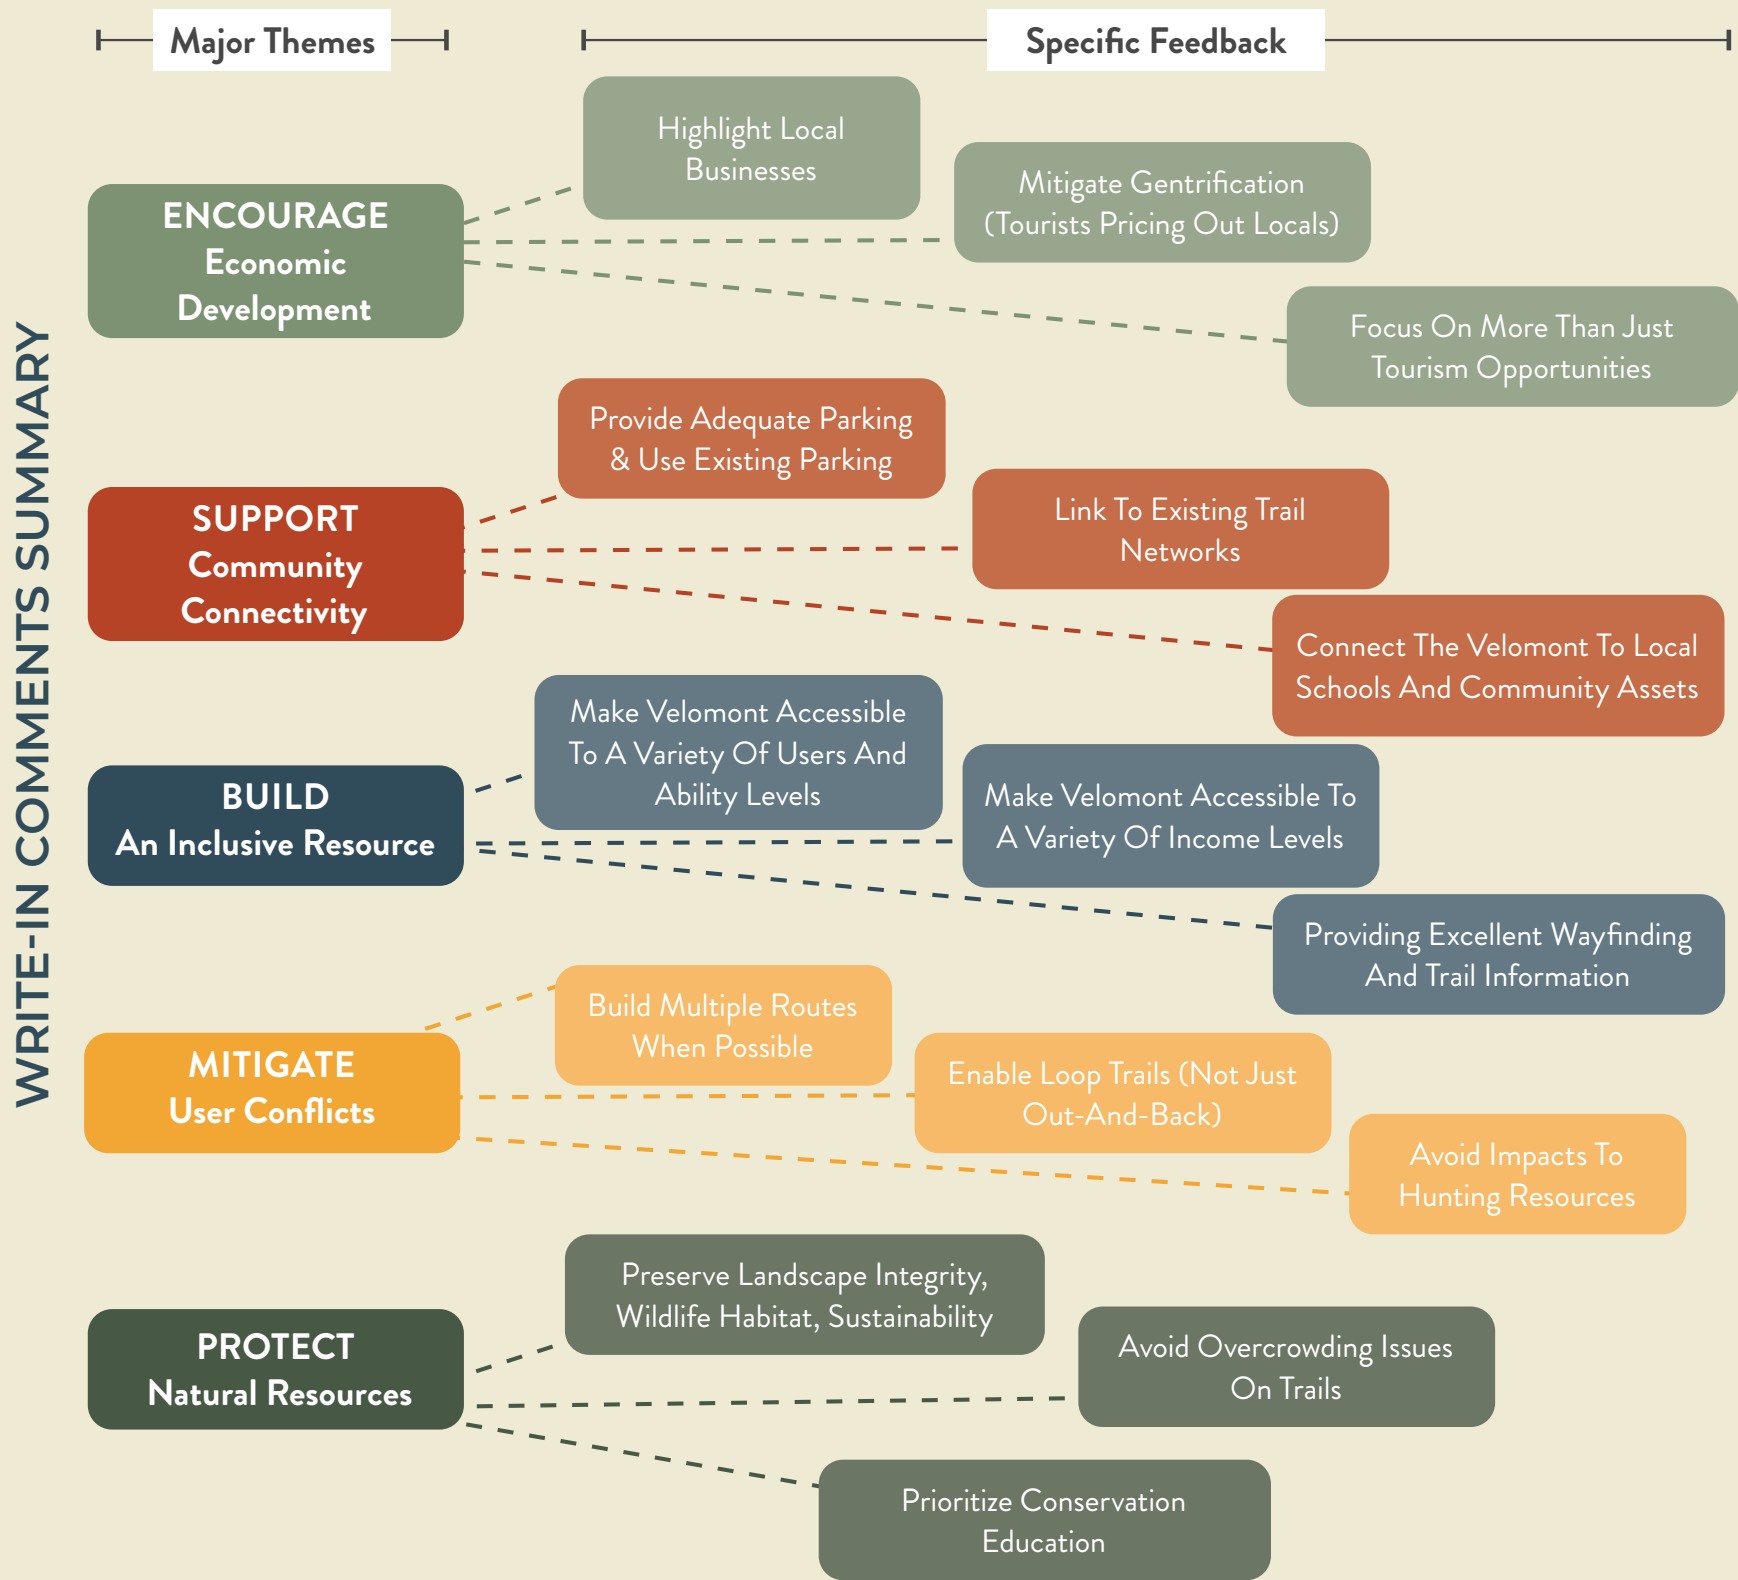 WRITE-IN COMMENTS SUMMARY
Major Themes
Specific Feedback
ENCOURAGE
Economic
Development
Highlight Local
Businesses
Mitigate Gentrification
(Tourists Pricing Out Locals)
Focus On More Than Just
Tourism Opportunities
SUPPORT
Community
Connectivity
Provide Adequate Parking
& Use Existing Parking
Link To Existing Trail
Networks
Connect The Velomont To Local
Schools And Community Assets
BUILD
An Inclusive Resource
Make Velomont Accessible
To A Variety Of Users And
Ability Levels
Make Velomont Accessible To
A Variety Of Income Levels
Providing Excellent Wayfinding
And Trail Information
MITIGATE
User Conflicts
Build Multiple Routes
When Possible
Enable Loop Trails (Not Just
Out-And-Back)
Avoid Impacts To
Hunting Resources
PROTECT
Natural Resources
Preserve Landscape Integrity,
Wildlife Habitat, Sustainability
Avoid Overcrowding Issues
On Trails
Prioritize Conservation
Education